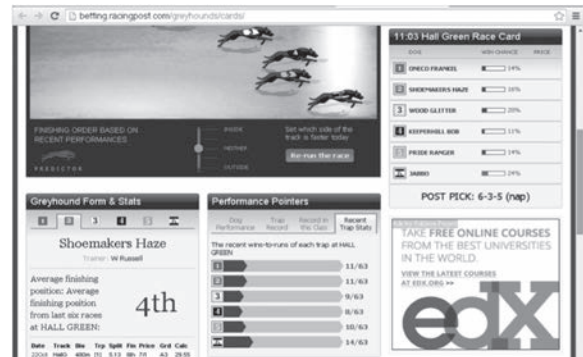 betting.racingpost.com/greyhounds/cards/
FINISHING ORDER BASED ON
RECENT PERFORMANCES
PREDICTOR
INSIDE
NEITHER
OUTSIDE
Set which side of the
track is faster today
Re-run the race
11:03 Hall Green Race Card
DOG WIN CHANCE PRICE
1 OMEGO FRANKEL 14%
2 SHOEMAKERS HAZE 16%
3 WOOD GLITTER 20%
4 KEEPERHILL BOB 11%
5 PRIDE RANGER 14%
JABBO 24%
POST PICK: 6-3-5 (nap)
Greyhound Form & Stats
1 2 3 4 5
Shoemakers Haze
Trainer: W Russell
Average finishing
position: Average
finishing position
from last six races
at HALL GREEN:
4th
Date Track Dis Trp Split Fin Price Grd Calc
Performance Pointers
Dog
Performance
Trap
Record
Record in
this Class
Recent
Trap Stats
The recent wins-to-runs of each trap at HALL
GREEN
1 11/63
2 11/63
3 9/63
4 8/63
5 10/63
14/63
TAKE FREE ONLINE COURSES
FROM THE BEST UNIVERSITIES
IN THE WORLD.
VIEW THE LATEST COURSES
AT EDX.ORG >>
edX